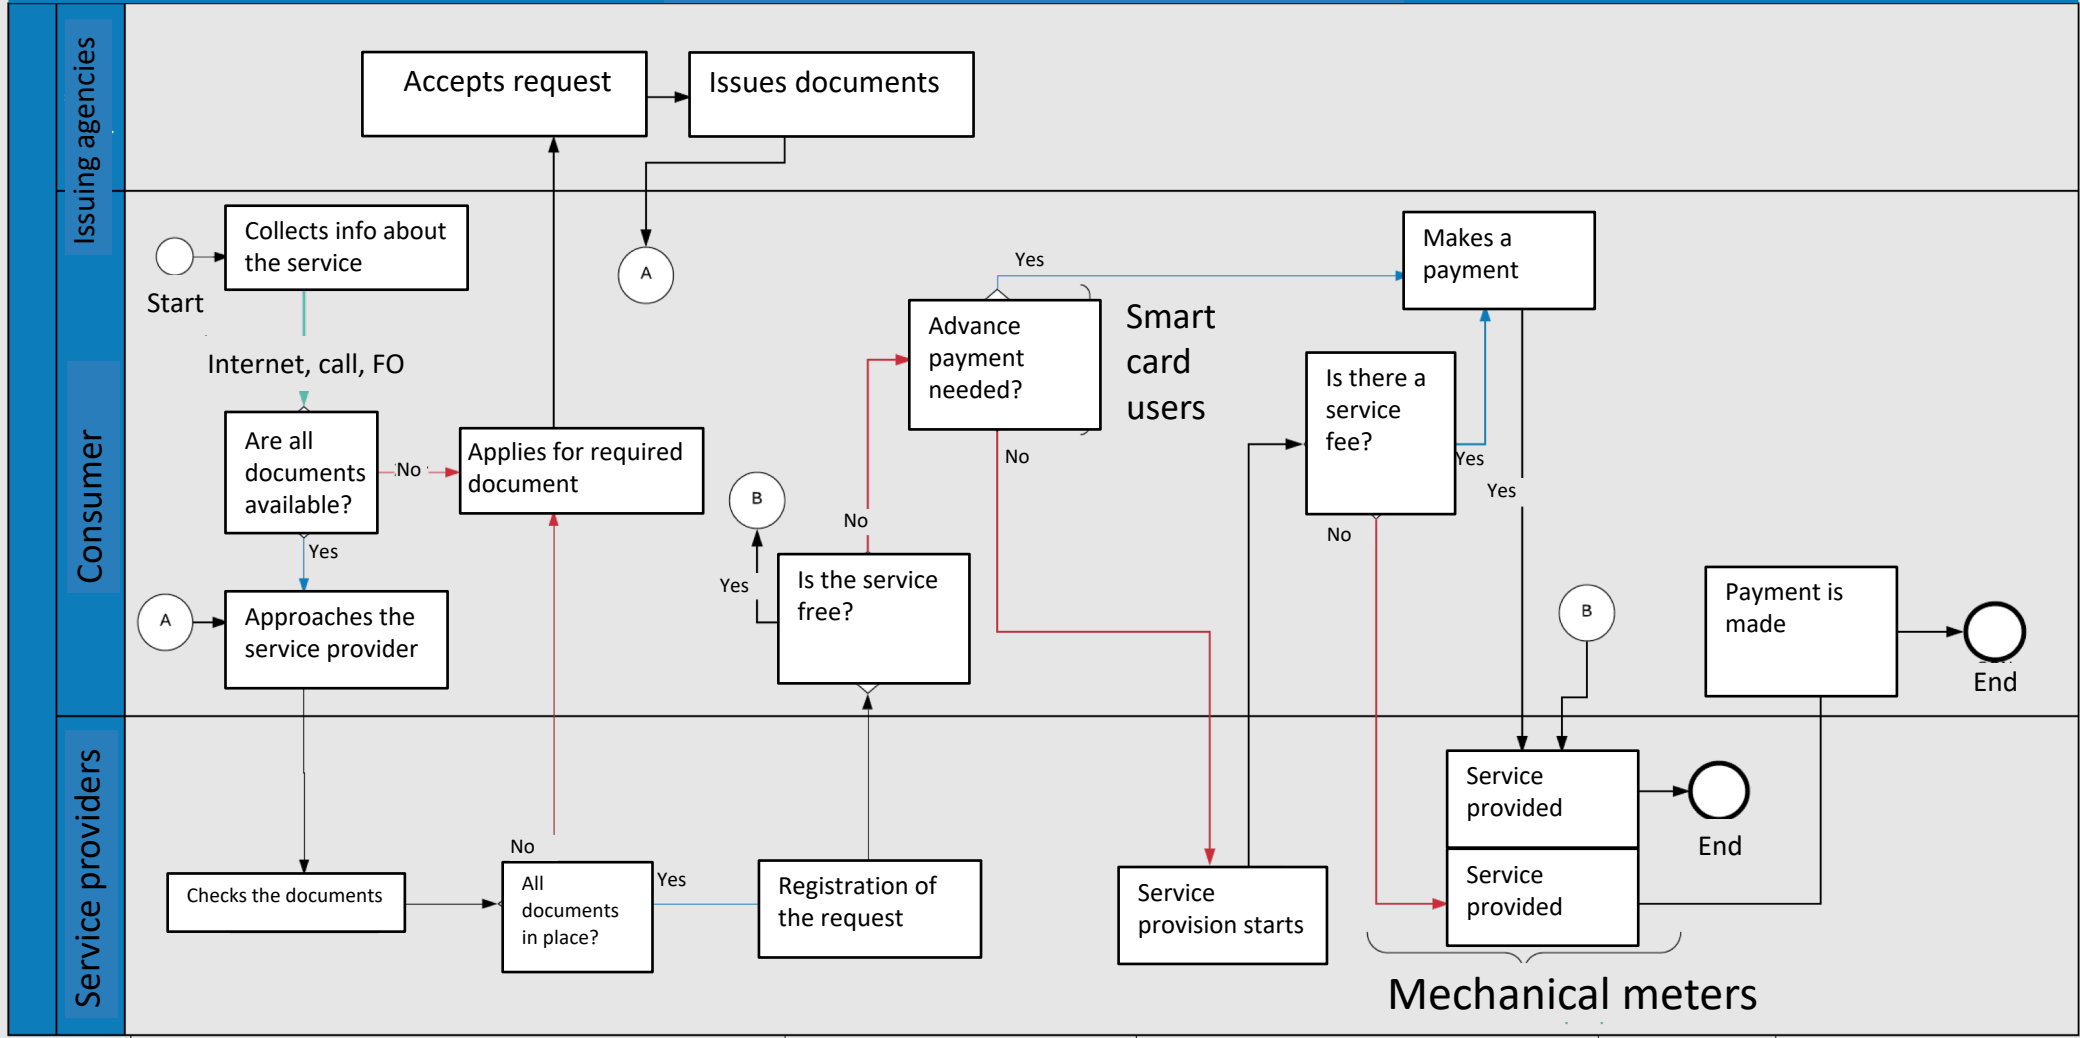 Issuing agencies
Accepts request
Issues documents
Consumer
Start
Collects info about
the service
Internet, call, FO
Are all
documents
available?
No
Yes
Applies for required
document
A
A
Approaches the
service provider
B
Yes
Is the service
free?
No
Advance
payment
needed?
Yes
No
Smart
card
users
Is there a
service
fee?
Yes
No
Makes a
payment
Yes
B
Payment is
made
End
Service providers
Checks the documents
No
All
documents
in place?
Yes
Registration of
the request
Service
provision starts
Service
provided
End
Service
provided
Mechanical meters